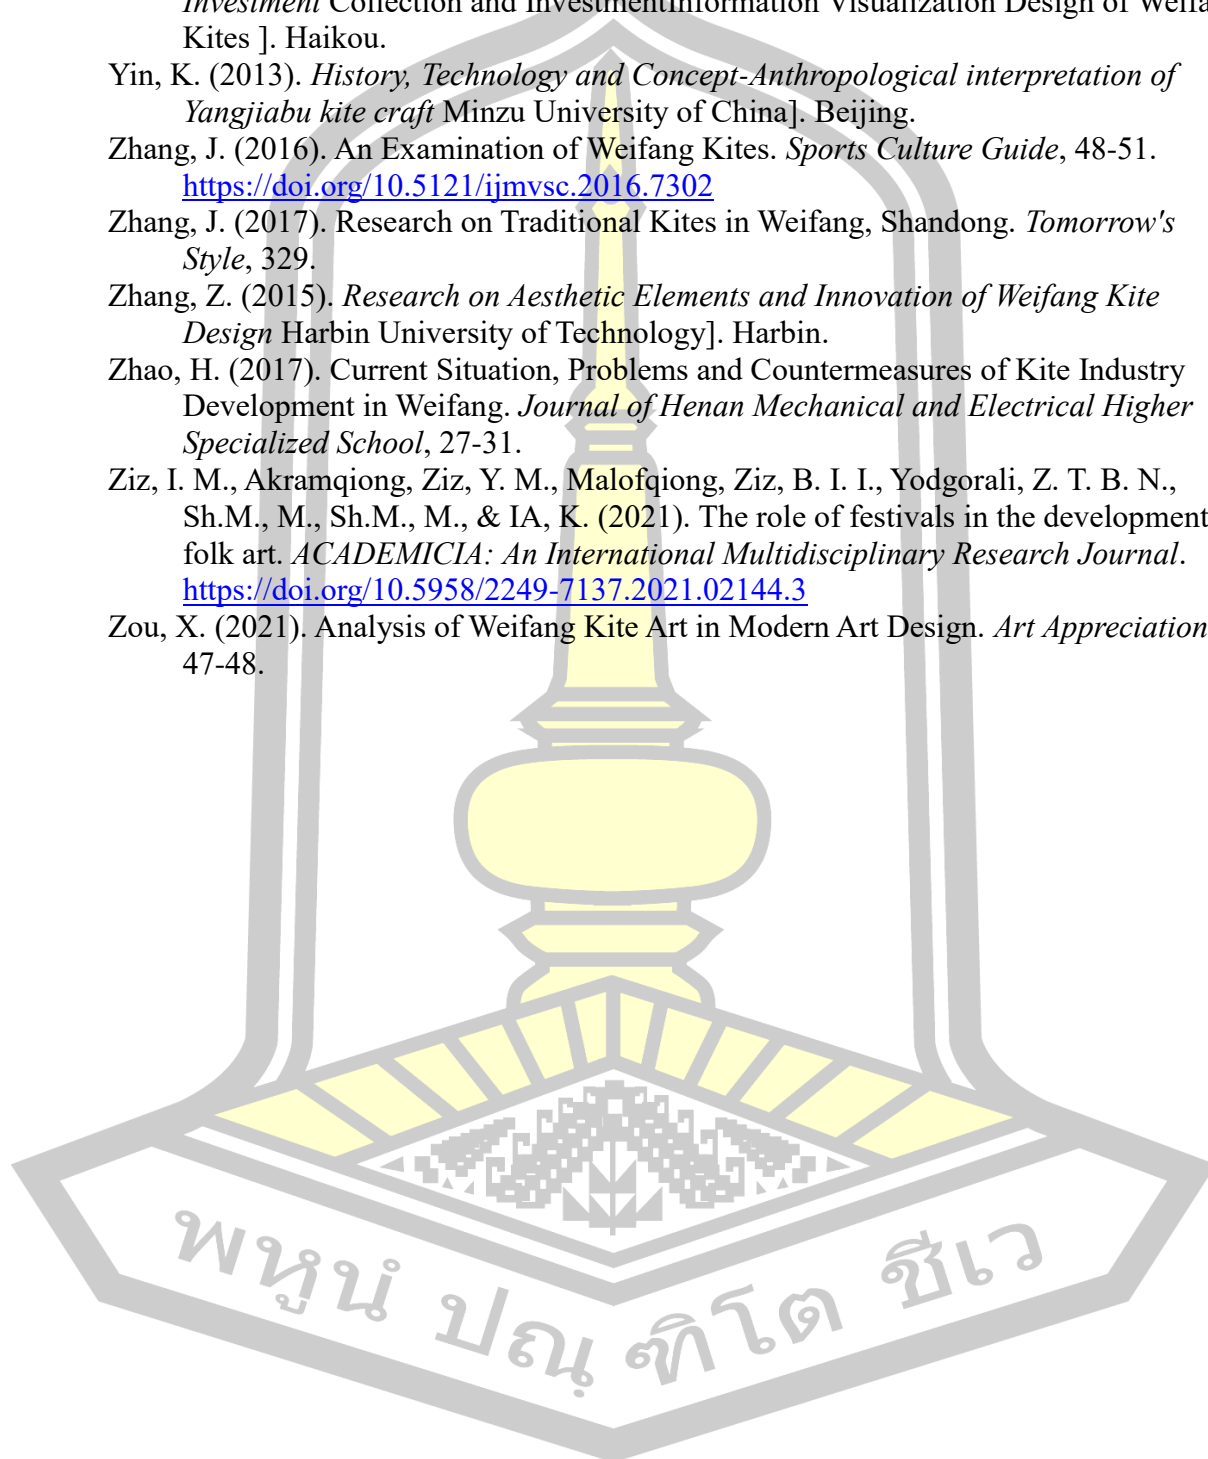 Investment Collection and InvestmentInformation Visualization Design of Weifa
Kites ]. Haikou.
Yin, K. (2013). History, Technology and Concept-Anthropological interpretation of
Yangjiabu kite craft Minzu University of China]. Beijing.
Zhang, J. (2016). An Examination of Weifang Kites. Sports Culture Guide, 48-51.
https://doi.org/10.5121/ijmvsc.2016.7302
Zhang, J. (2017). Research on Traditional Kites in Weifang, Shandong. Tomorrow's
Style, 329.
Zhang, Z. (2015). Research on Aesthetic Elements and Innovation of Weifang Kite
Design Harbin University of Technology]. Harbin.
Zhao, H. (2017). Current Situation, Problems and Countermeasures of Kite Industry
Development in Weifang. Journal of Henan Mechanical and Electrical Higher
Specialized School, 27-31.
Ziz, I. M., Akramqiong, Ziz, Y. M., Malofqiong, Ziz, B. I. I., Yodgorali, Z. T. B. N.,
Sh.M., M., Sh.M., M., & IA, K. (2021). The role of festivals in the development
folk art. ACADEMICIA: An International Multidisciplinary Research Journal.
https://doi.org/10.5958/2249-7137.2021.02144.3
Zou, X. (2021). Analysis of Weifang Kite Art in Modern Art Design. Art Appreciation
47-48.
พหูนํ ปณฺฑิโต ชีเว